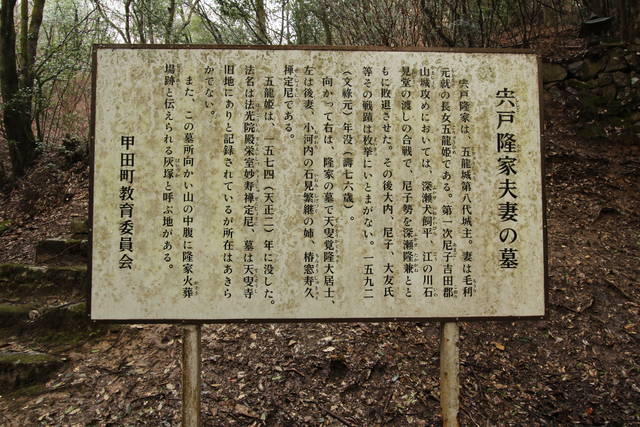 宍戸隆家夫妻の墓
宍戸隆家は、五龍城第八代城主。妻は毛利
元就の長女五龍姫である。第一次尼子吉田郡
山城攻めにおいては、深瀬犬飼平、江の川石
見堂の渡しの合戦で、尼子勢を深瀬隆兼とと
もに敗退させた。その後大内、尼子、大友氏
等その戦蹟は枚挙にいとまがない。一五九二
(文禄元)年没(壽七六歳)。
向かって右は、隆家の墓で天叟覚隆大居士、
左は後妻、小河内の石見繁継の姉、椿窓寿久
禅定尼である。
五龍姫は、一五七四(天正二)年に没した。
法名は法光院殿栄室妙寿禅定尼、墓は天叟寺
旧地にありと記録されているが所在はあきら
かでない。
また、この墓所向かい山の中腹に隆家火葬
場跡と伝えられる灰塚と呼ぶ地がある。
甲田町教育委員会